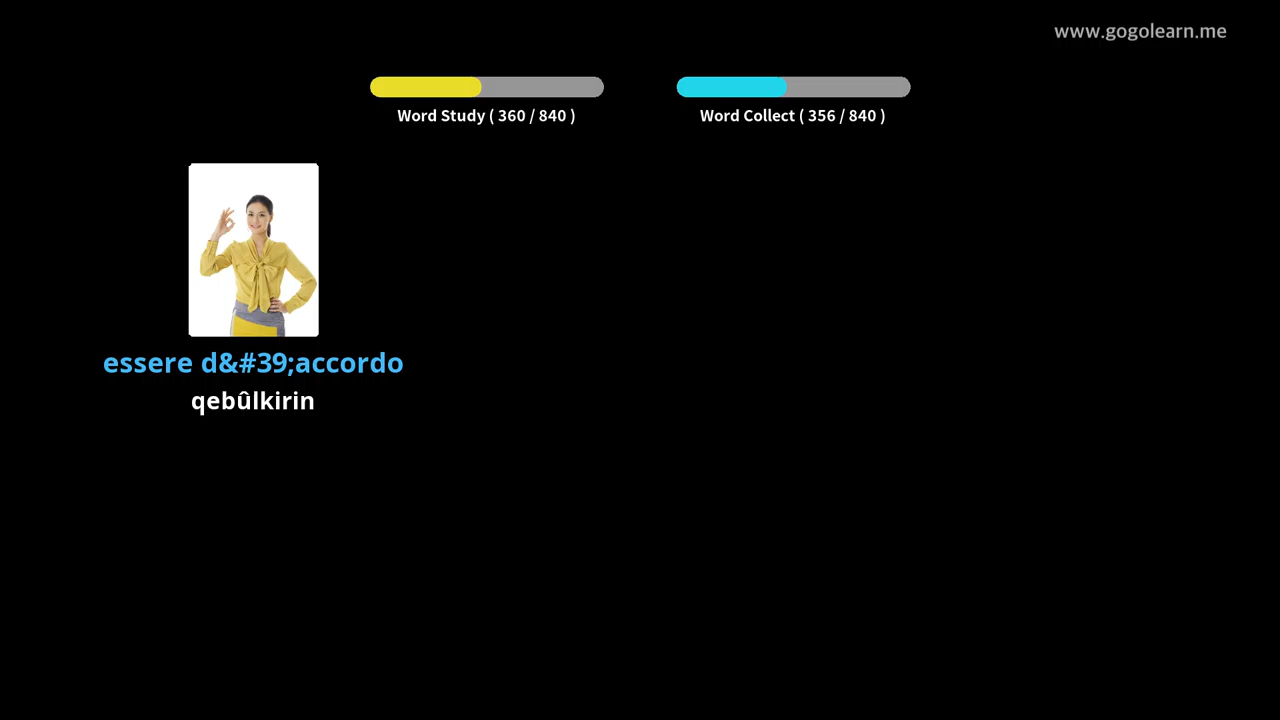 www.gogolearn.me
Word Study ( 360 / 840 )
Word Collect ( 356 / 840 )
essere d&#39;accordo
qebûlkirin